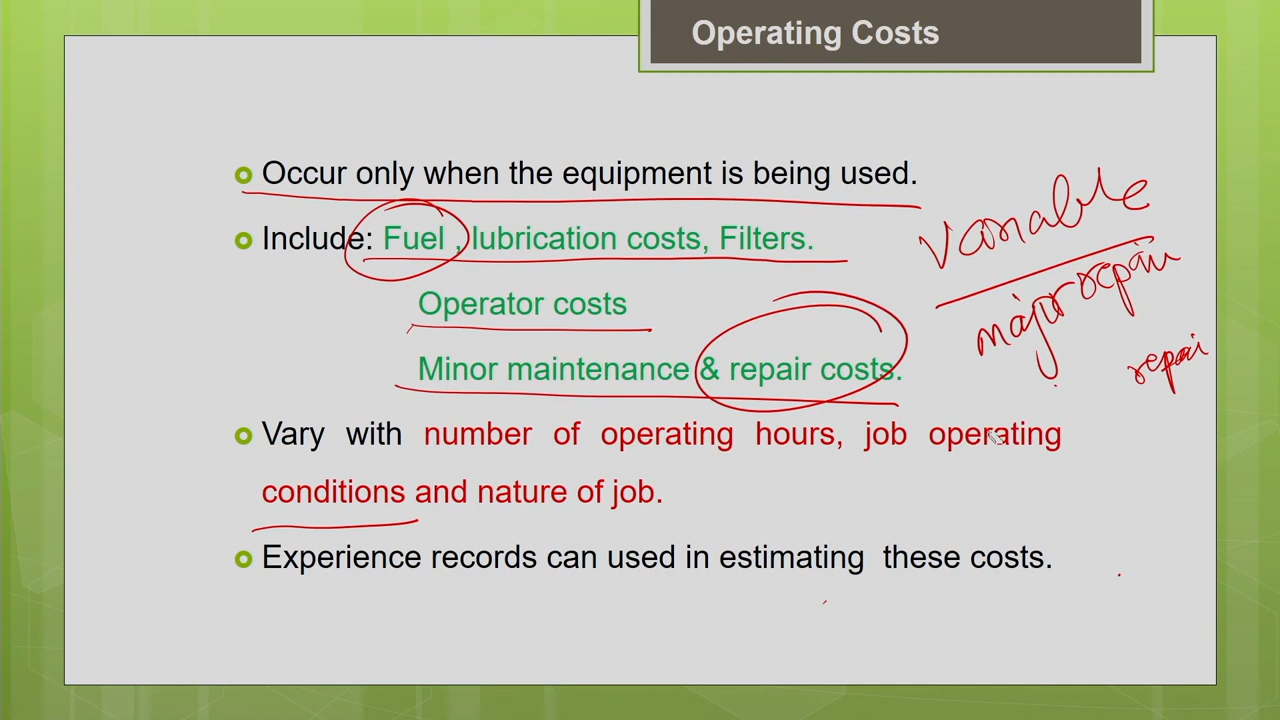 Operating Costs
Occur only when the equipment is being used.
Include: Fuel , lubrication costs, Filters.
Operator costs
Minor maintenance & repair costs.
Vary with number of operating hours, job operating
conditions and nature of job.
Experience records can used in estimating these costs.
Variable
major repair
repair